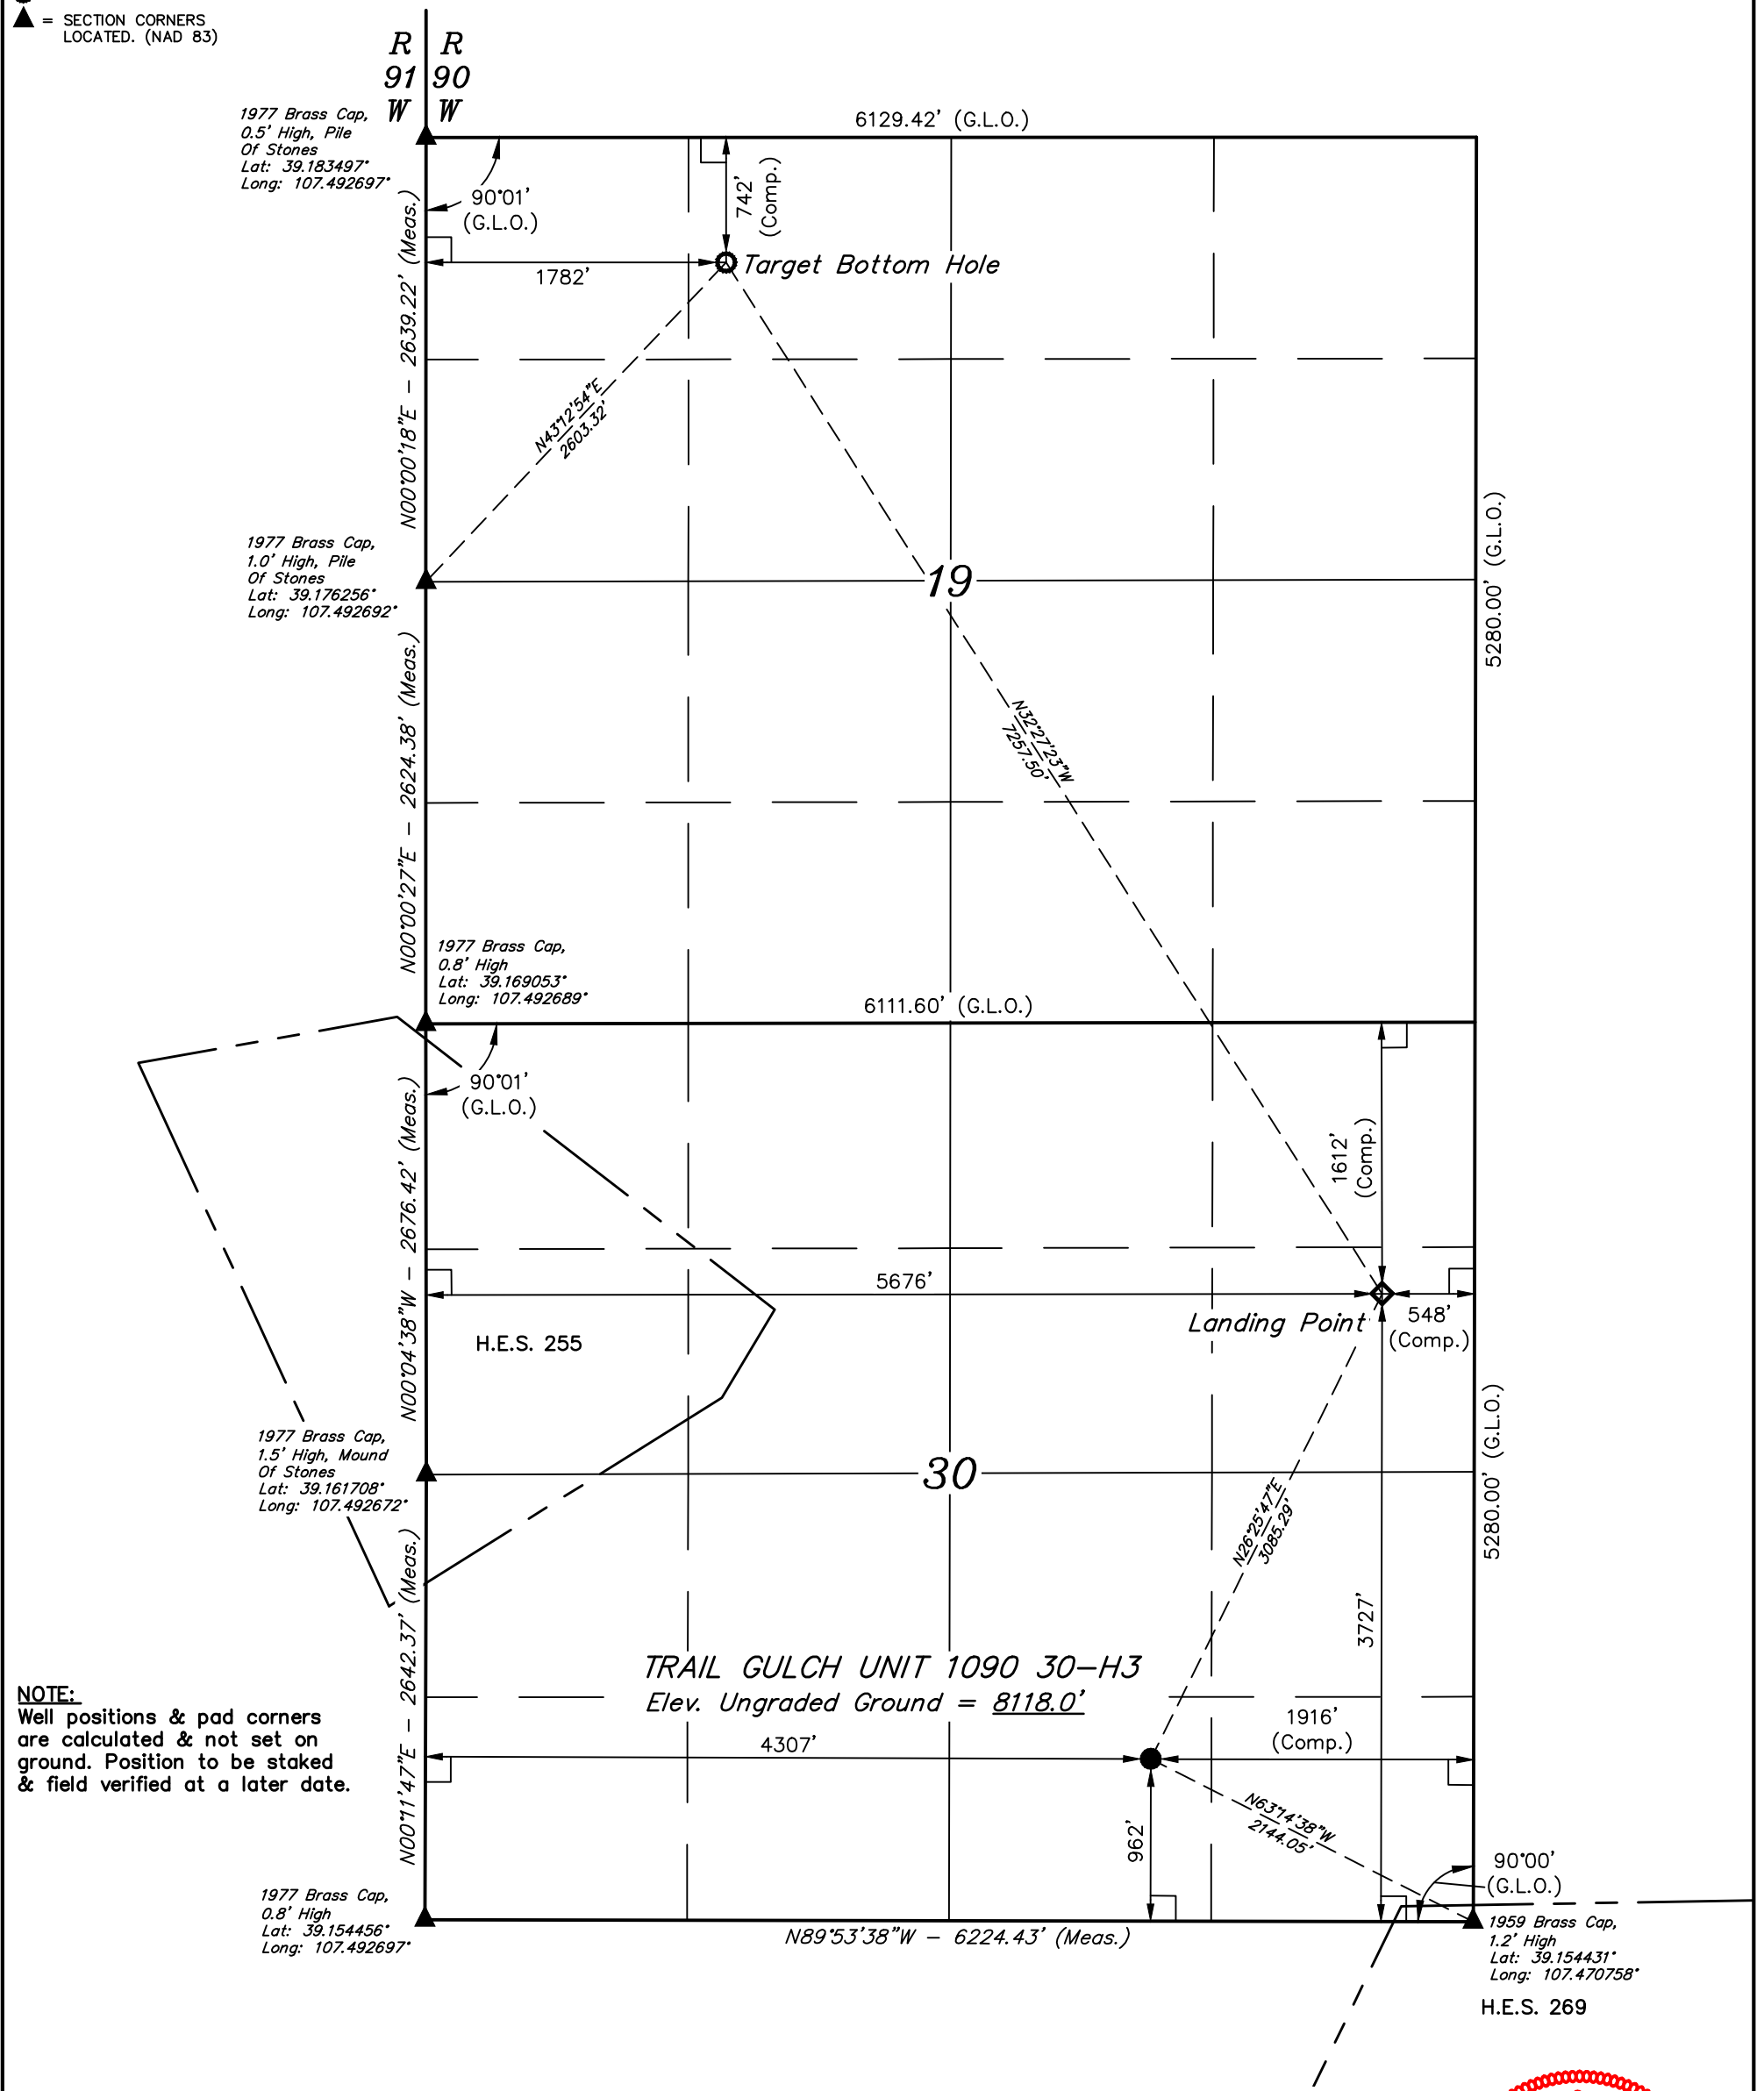 = SECTION CORNERS
LOCATED. (NAD 83)
R R
91 90
W W
1977 Brass Cap,
0.5' High, Pile
Of Stones
Lat: 39.183497°
Long: 107.492697°
6129.42' (G.L.O.)
90°01'
(G.L.O.)
742'
(Comp.)
1782'
Target Bottom Hole
N00°00'18"E - 2639.22' (Meas.)
N43°12'54"E
2603.32'
5280.00' (G.L.O.)
1977 Brass Cap,
1.0' High, Pile
Of Stones
Lat: 39.176256°
Long: 107.492692°
19
N00°00'27"E - 2624.38' (Meas.)
N32°27'23"W
7257.50'
1977 Brass Cap,
0.8' High
Lat: 39.169053°
Long: 107.492689°
6111.60' (G.L.O.)
90°01'
(G.L.O.)
1612'
(Comp.)
N00°04'38"W - 2676.42' (Meas.)
5676'
Landing Point
548'
(Comp.)
H.E.S. 255
1977 Brass Cap,
1.5' High, Mound
Of Stones
Lat: 39.161708°
Long: 107.492672°
30
5280.00' (G.L.O.)
N26°25'47"E
3085.29'
3727'
N00°11'47"E - 2642.37' (Meas.)
TRAIL GULCH UNIT 1090 30-H3
Elev. Ungraded Ground = 8118.0'
NOTE:
Well positions & pad corners
are calculated & not set on
ground. Position to be staked
& field verified at a later date.
4307'
1916'
(Comp.)
962'
N63°14'38"W
2144.05'
90°00'
(G.L.O.)
1977 Brass Cap,
0.8' High
Lat: 39.154456°
Long: 107.492697°
N89°53'38"W - 6224.43' (Meas.)
1959 Brass Cap,
1.2' High
Lat: 39.154431°
Long: 107.470758°
H.E.S. 269